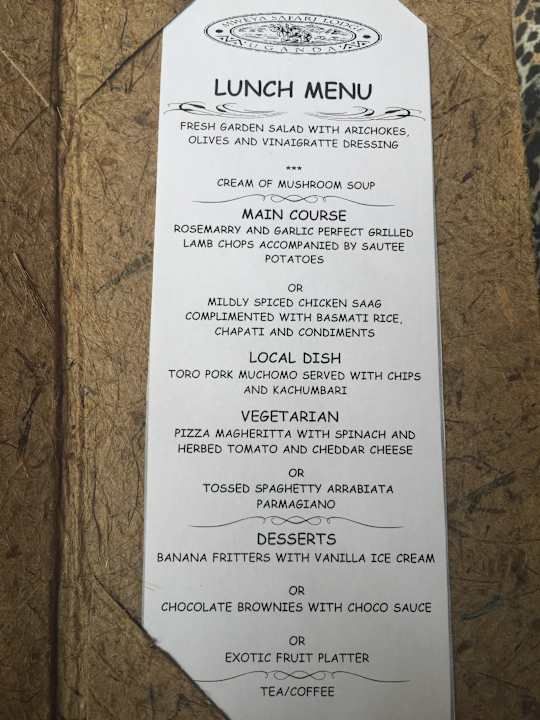 MWEYA SAFARI LODGE
UGANDA
LUNCH MENU
FRESH GARDEN SALAD WITH ARICHOKES,
OLIVES AND VINAIGRATTE DRESSING
***
CREAM OF MUSHROOM SOUP
MAIN COURSE
ROSEMARRY AND GARLIC PERFECT GRILLED
LAMB CHOPS ACCOMPANIED BY SAUTEE
POTATOES
OR
MILDLY SPICED CHICKEN SAAG
COMPLIMENTED WITH BASMATI RICE,
CHAPATI AND CONDIMENTS
LOCAL DISH
TORO PORK MUCHOMO SERVED WITH CHIPS
AND KACHUMBARI
VEGETARIAN
PIZZA MAGHERITTA WITH SPINACH AND
HERBED TOMATO AND CHEDDAR CHEESE
OR
TOSSED SPAGHETTY ARRABIATA
PARMAGIANO
DESSERTS
BANANA FRITTERS WITH VANILLA ICE CREAM
OR
CHOCOLATE BROWNIES WITH CHOCO SAUCE
OR
EXOTIC FRUIT PLATTER
TEA/COFFEE